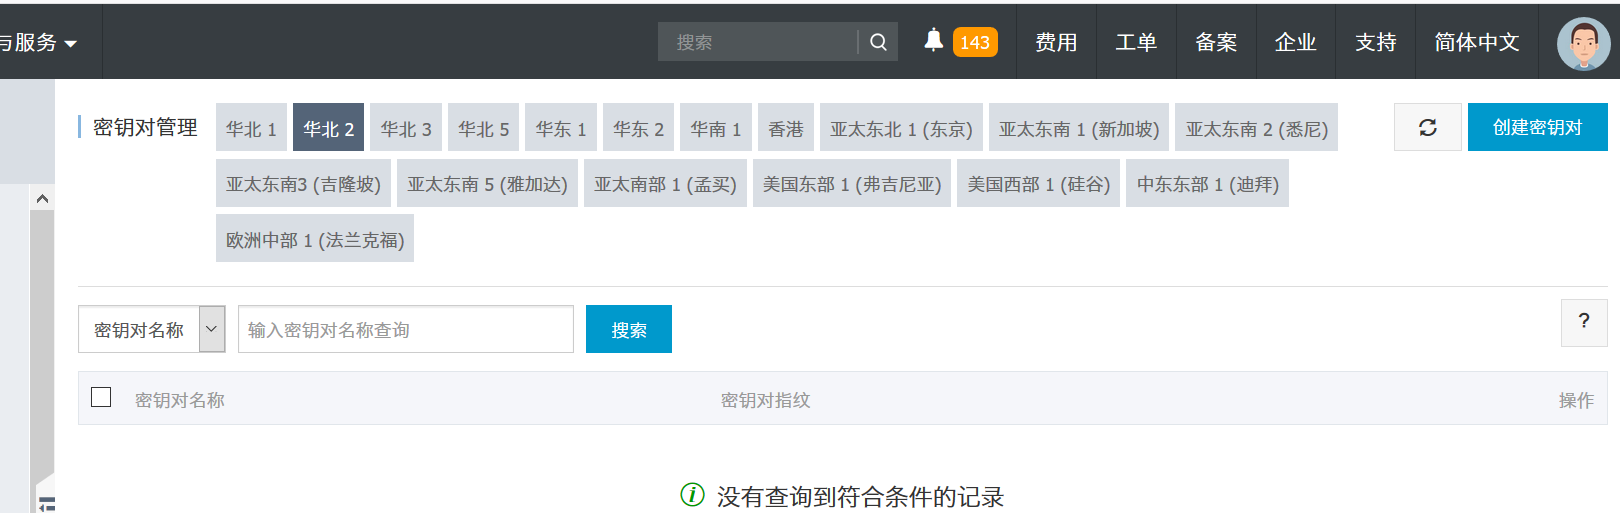 与服务 搜索 143 费用 工单 备案 企业 支持 简体中文
密钥对管理 华北 1 华北 2 华北 3 华北 5 华东 1 华东 2 华南 1 香港 亚太东北 1 (东京) 亚太东南 1 (新加坡) 亚太东南 2 (悉尼) 创建密钥对
亚太东南3 (吉隆坡) 亚太东南 5 (雅加达) 亚太南部 1 (孟买) 美国东部 1 (弗吉尼亚) 美国西部 1 (硅谷) 中东东部 1 (迪拜)
欧洲中部 1 (法兰克福)
密钥对名称 输入密钥对名称查询 搜索 ?
密钥对名称 密钥对指纹 操作
没有查询到符合条件的记录